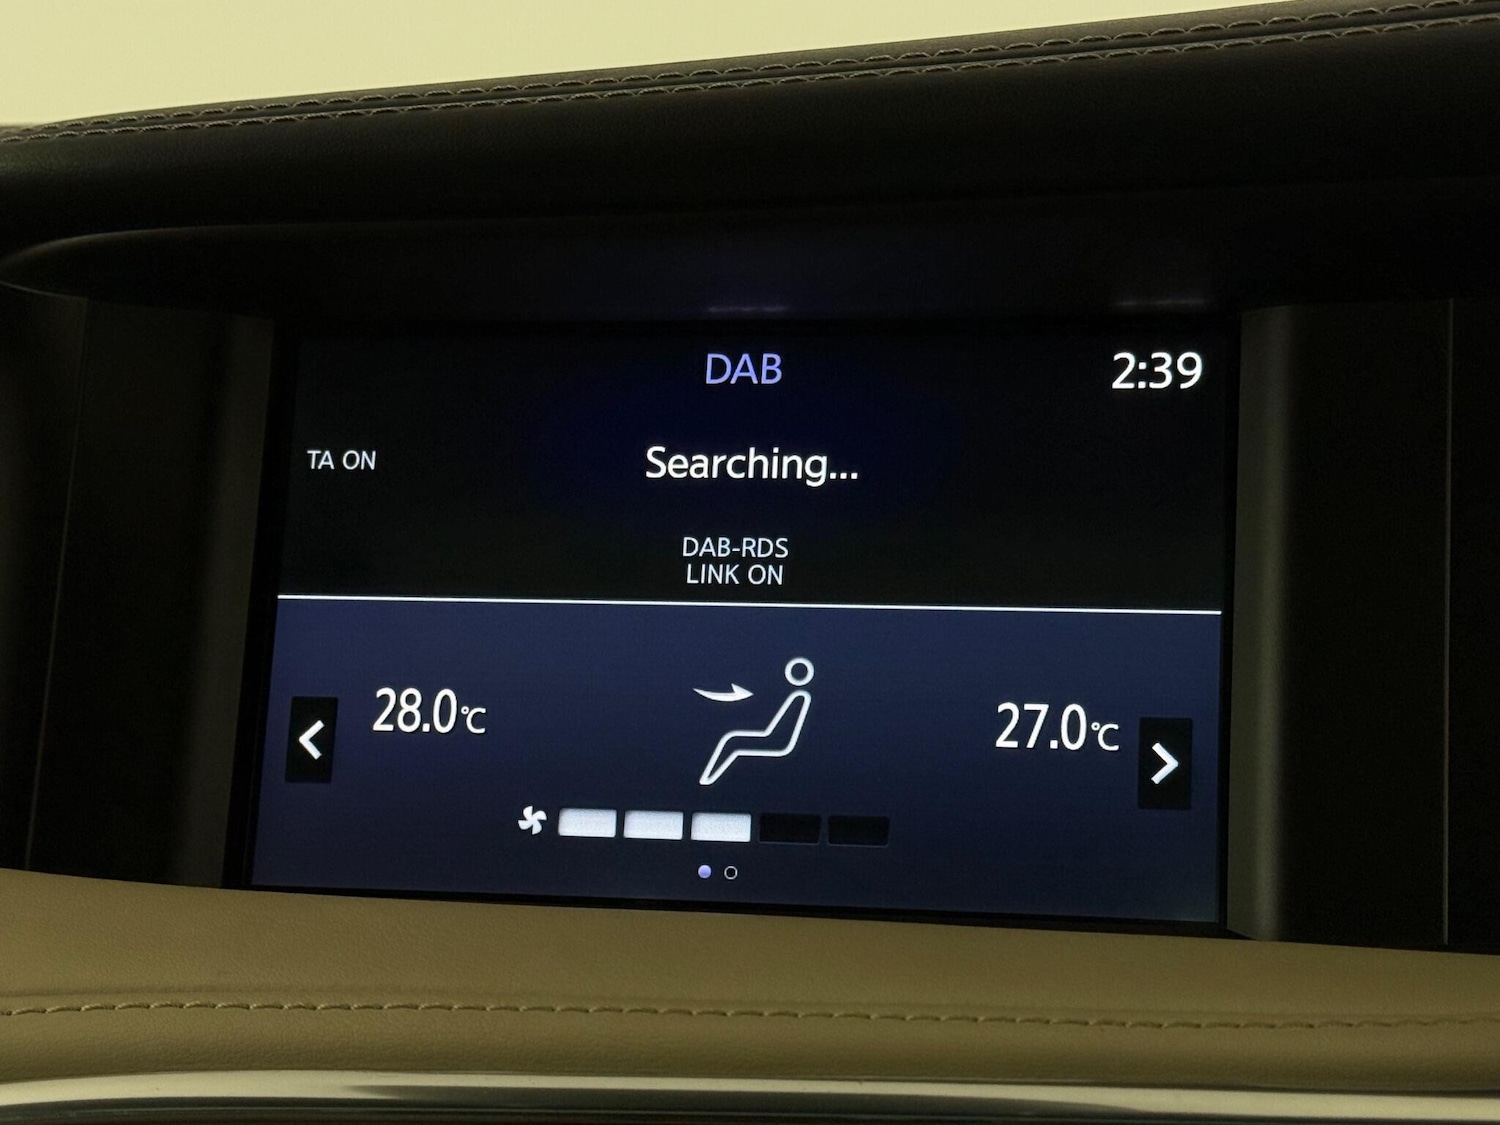 DAB
2:39
TA ON
Searching...
DAB-RDS
LINK ON
28.0℃
27.0℃